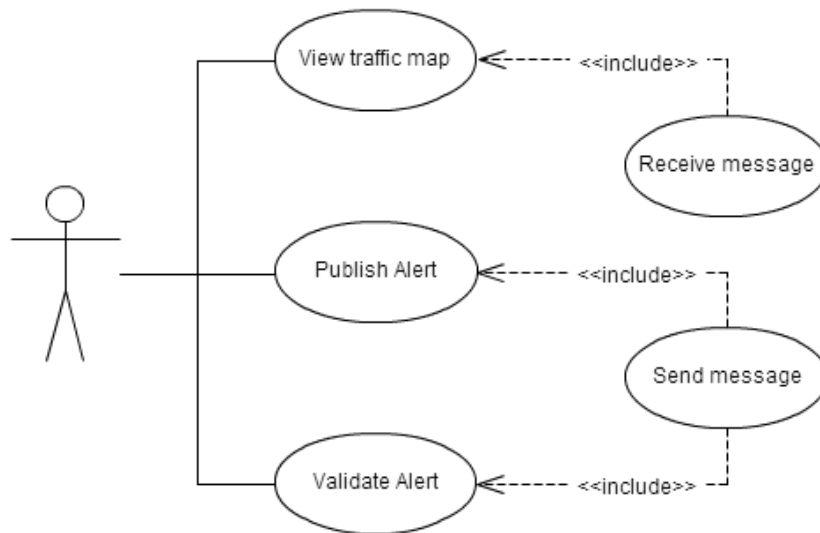 View traffic map
<<include>>
Receive message
Publish Alert
<<include>>
Send message
Validate Alert
<<include>>